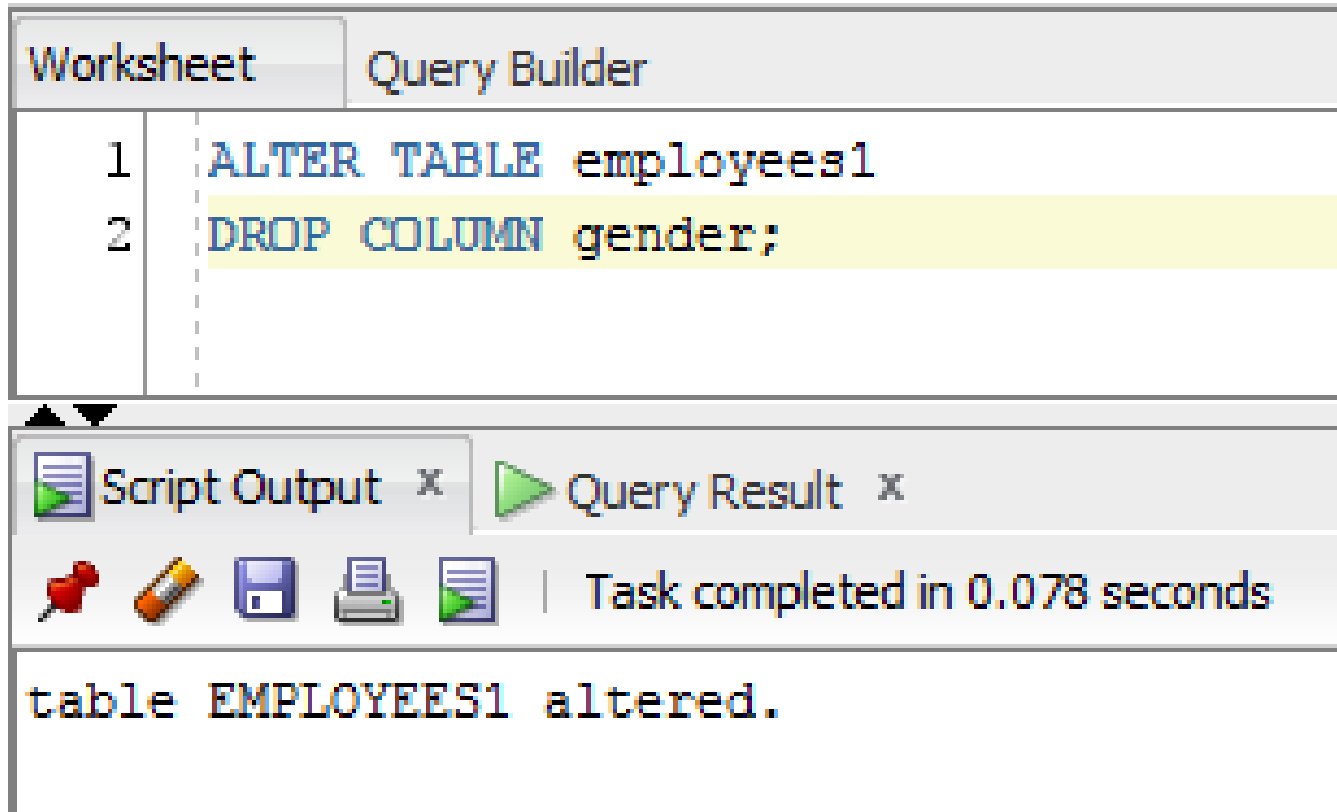 Worksheet Query Builder
1 ALTER TABLE employees1
2 DROP COLUMN gender;
Script Output x Query Result x
Task completed in 0.078 seconds
table EMPLOYEES1 altered.